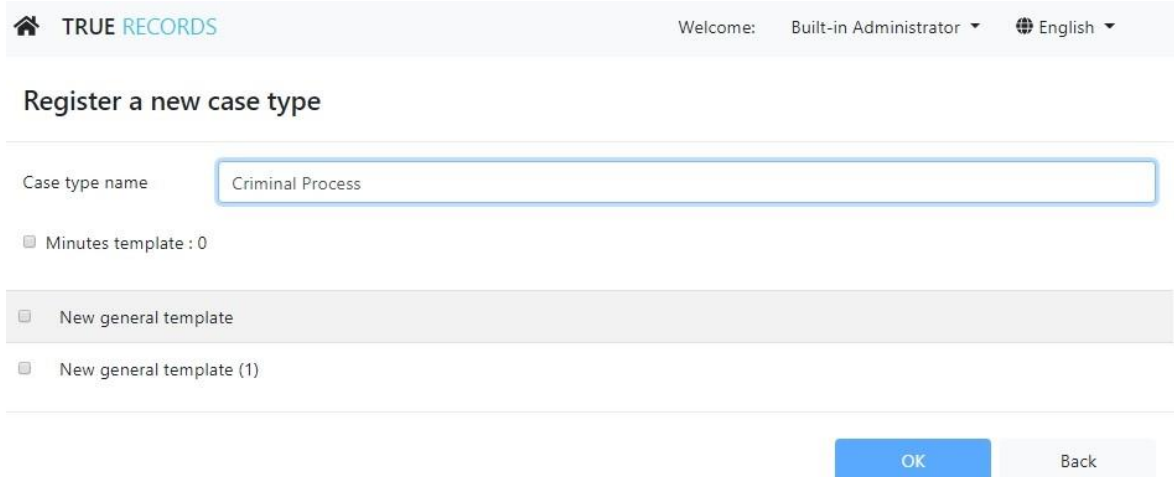 TRUE RECORDS Welcome: Built-in Administrator English
Register a new case type
Case type name Criminal Process
Minutes template : 0
New general template
New general template (1)
OK Back